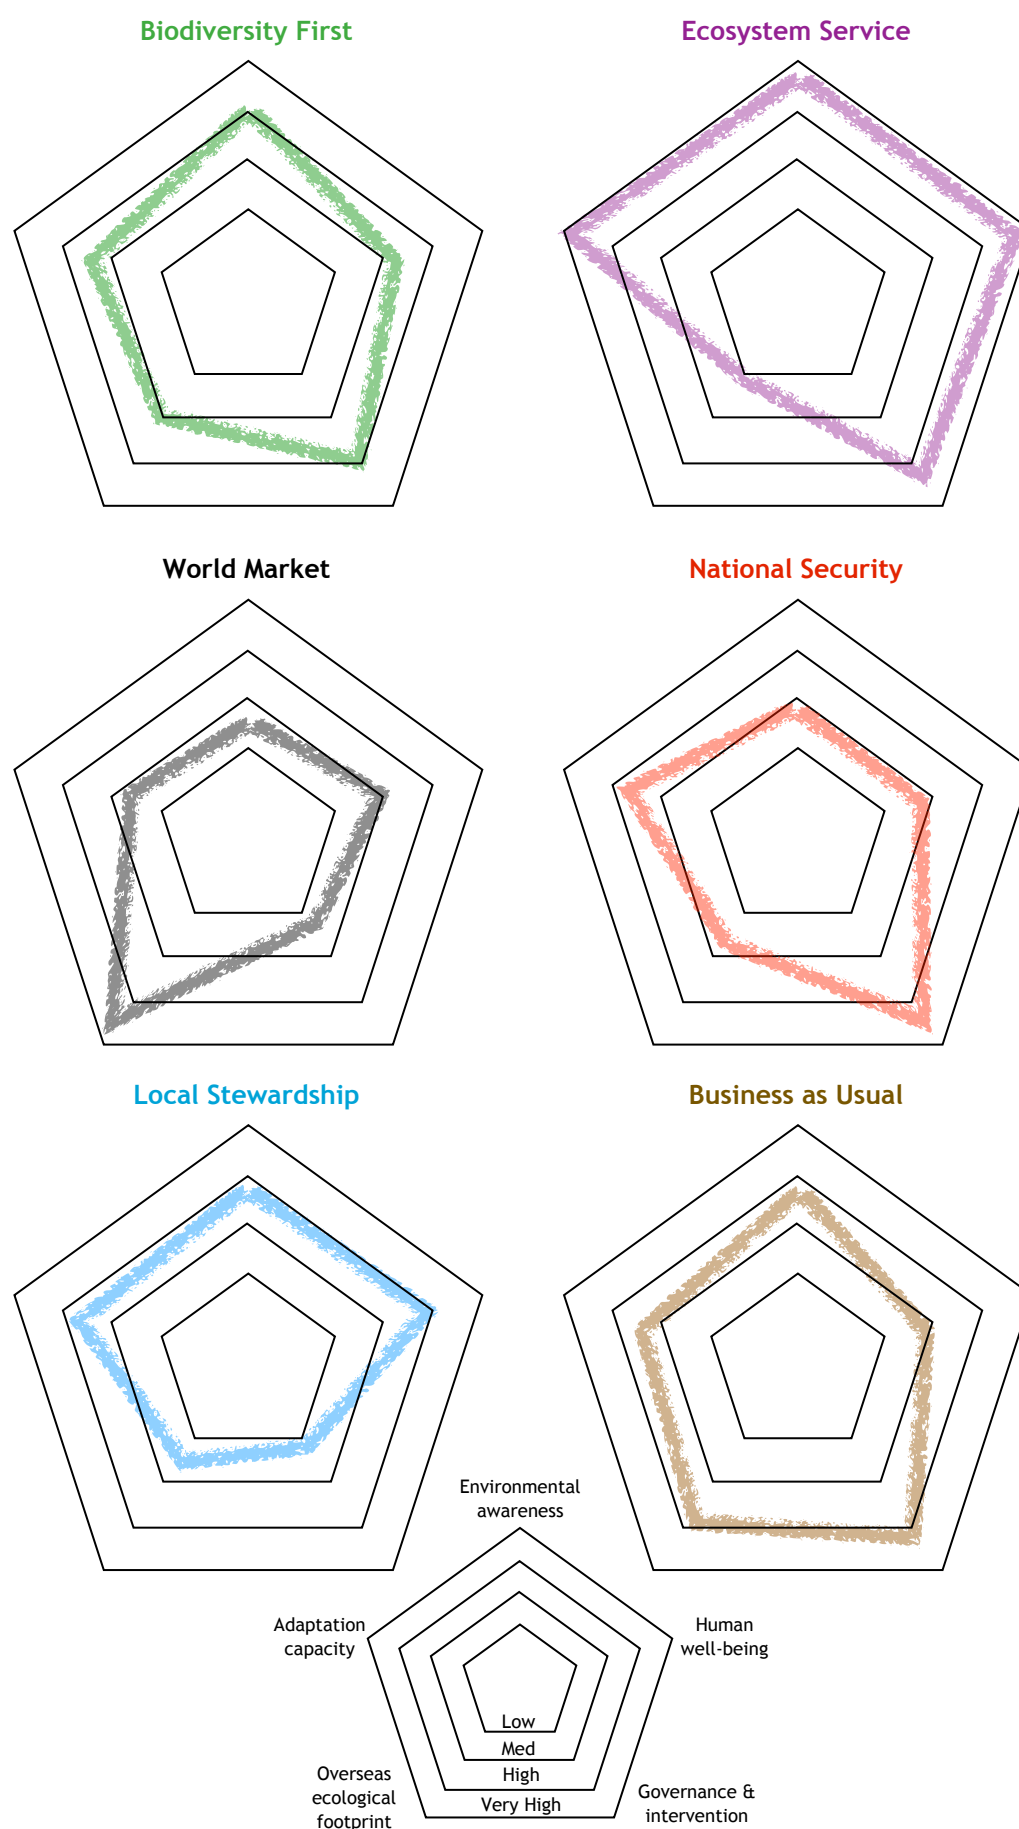 Biodiversity First
Ecosystem Service
World Market
National Security
Local Stewardship
Business as Usual
Environmental
awareness
Adaptation
capacity
Human
well-being
Low
Med
High
Very High
Overseas
ecological
footprint
Governance &
intervention